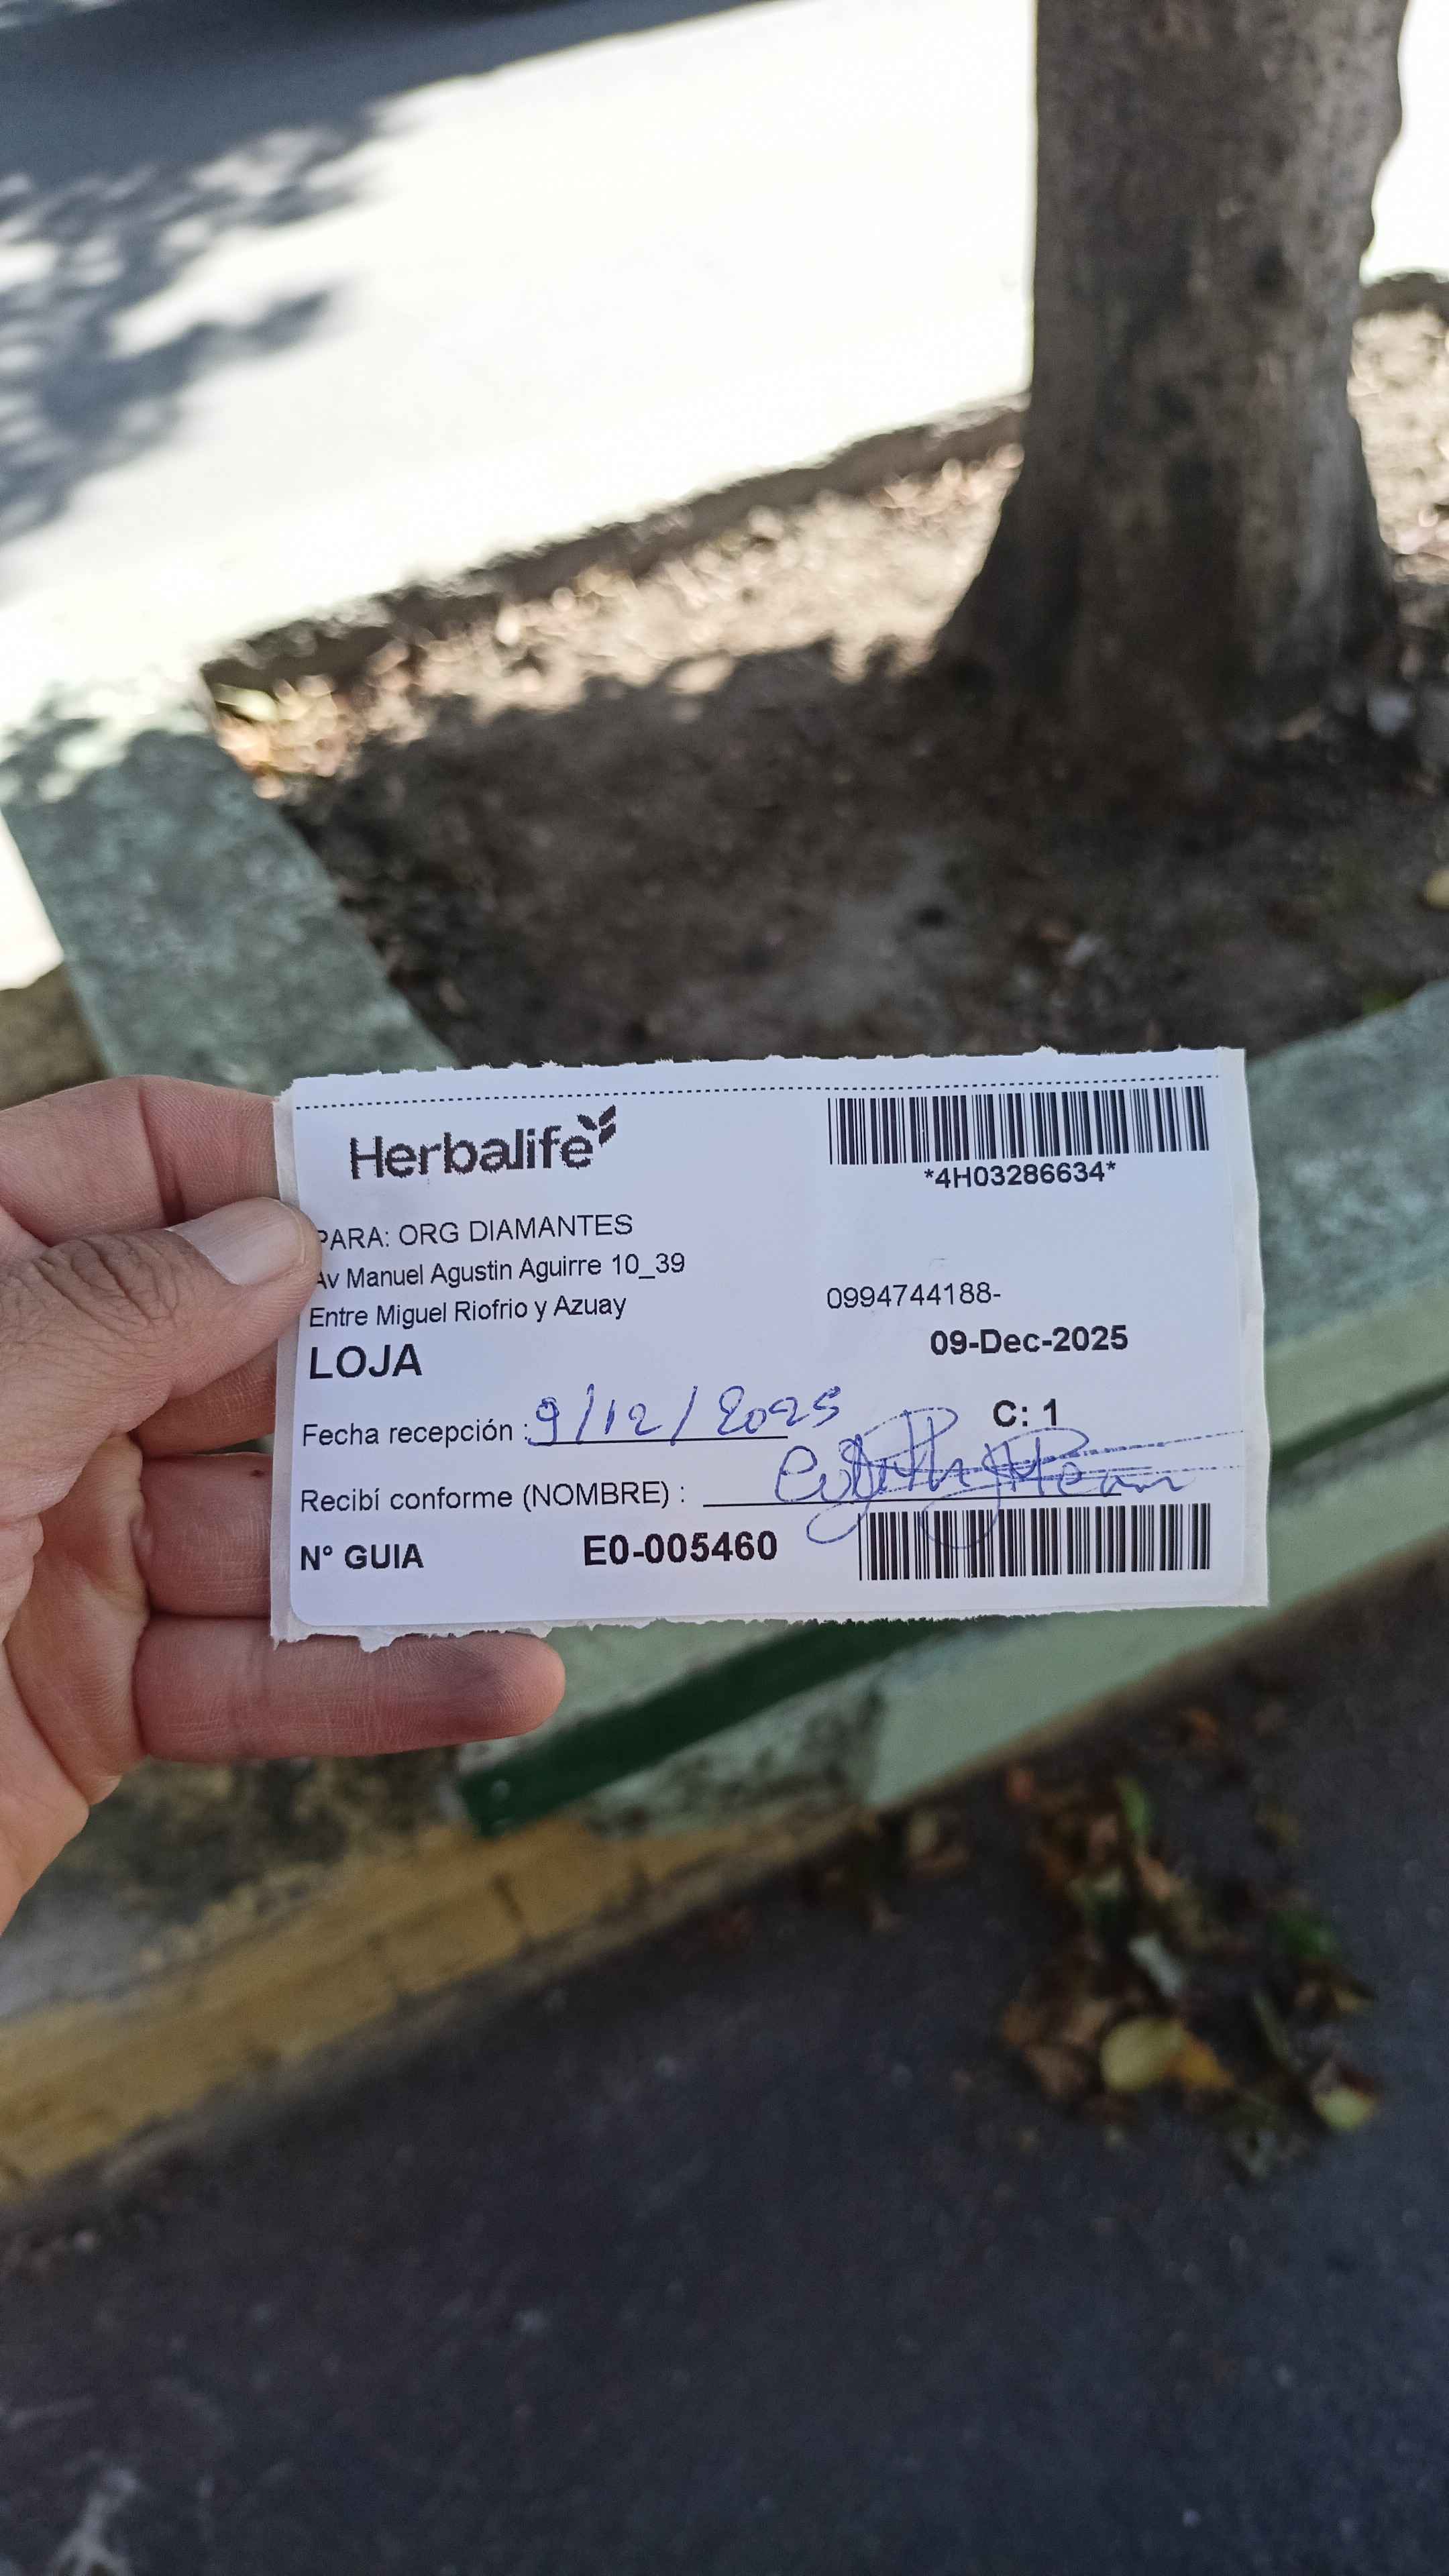 Herbalife
*4H03286634*
PARA: ORG DIAMANTES
Av Manuel Agustin Aguirre 10_39
Entre Miguel Riofrio y Azuay
0994744188-
LOJA
09-Dec-2025
Fecha recepción : 9/12/2025
C: 1
Recibí conforme (NOMBRE) :
N° GUIA E0-005460